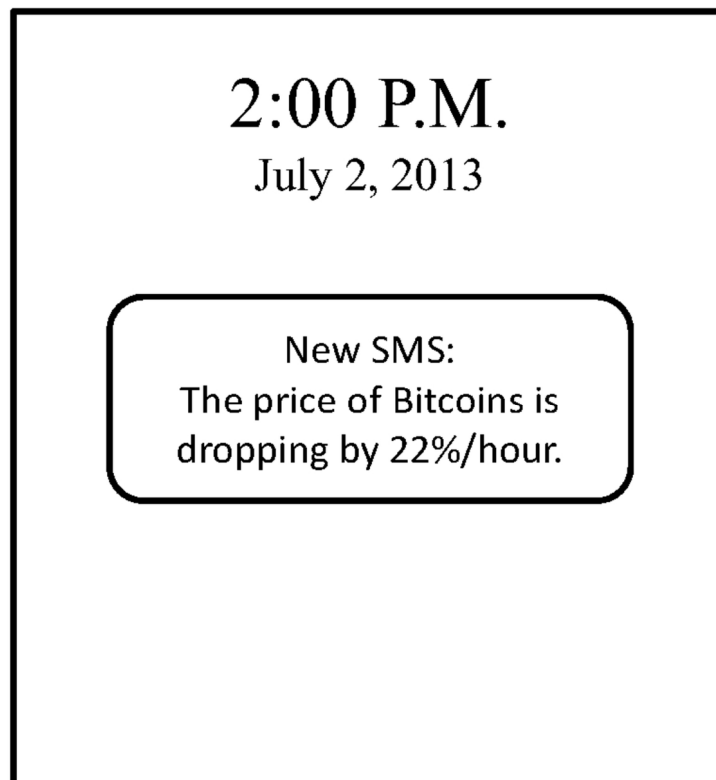 2:00 P.M.
July 2, 2013
New SMS:
The price of Bitcoins is
dropping by 22%/hour.